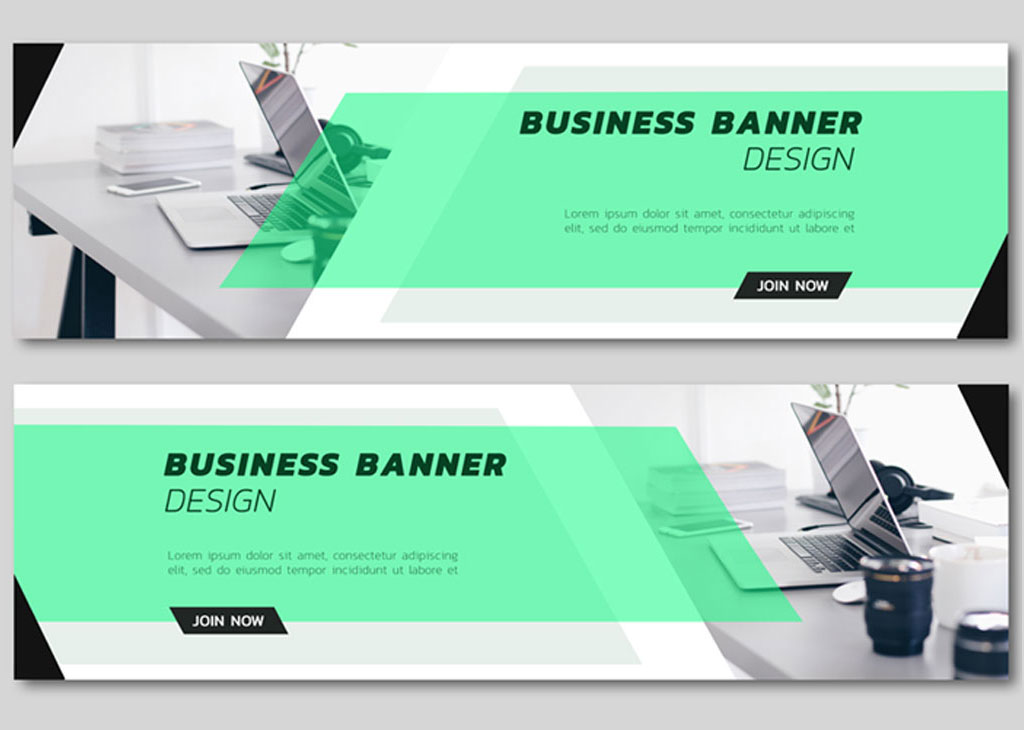 BUSINESS BANNER
DESIGN
Lorem ipsum dolor sit amet, consectetur adipiscing
elit, sed do eiusmod tempor incididunt ut labore et
JOIN NOW
BUSINESS BANNER
DESIGN
Lorem ipsum dolor sit amet, consectetur adipiscing
elit, sed do eiusmod tempor incididunt ut labore et
JOIN NOW